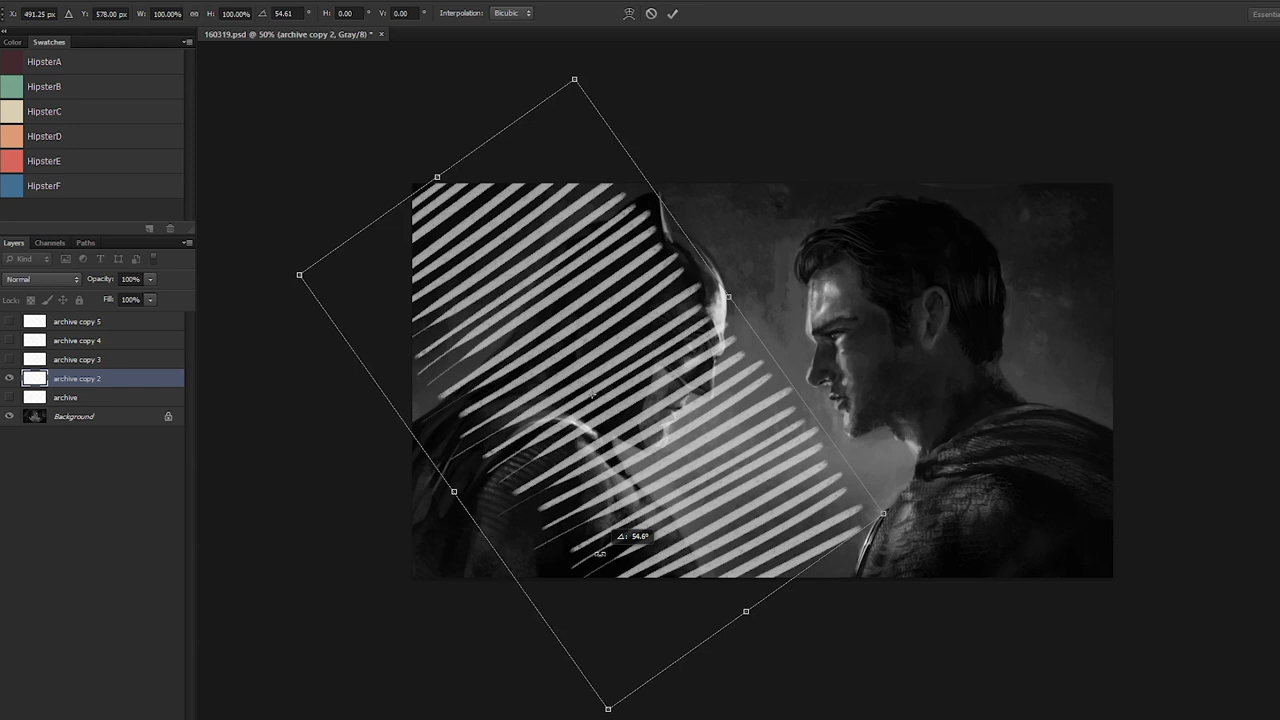 X: 491.25 px Y: 578.00 px W: 100.00% H: 100.00% 54.61 ° H: 0.00 ° V: 0.00 ° Interpolation: Bicubic Essentia
160319.psd @ 50% (archive copy 2, Gray/8) * ×
Color Swatches
HipsterA
HipsterB
HipsterC
HipsterD
HipsterE
HipsterF
Layers Channels Paths
Kind
Normal Opacity: 100%
Lock: Fill: 100%
archive copy 5
archive copy 4
archive copy 3
archive copy 2
archive
Background
54.6°